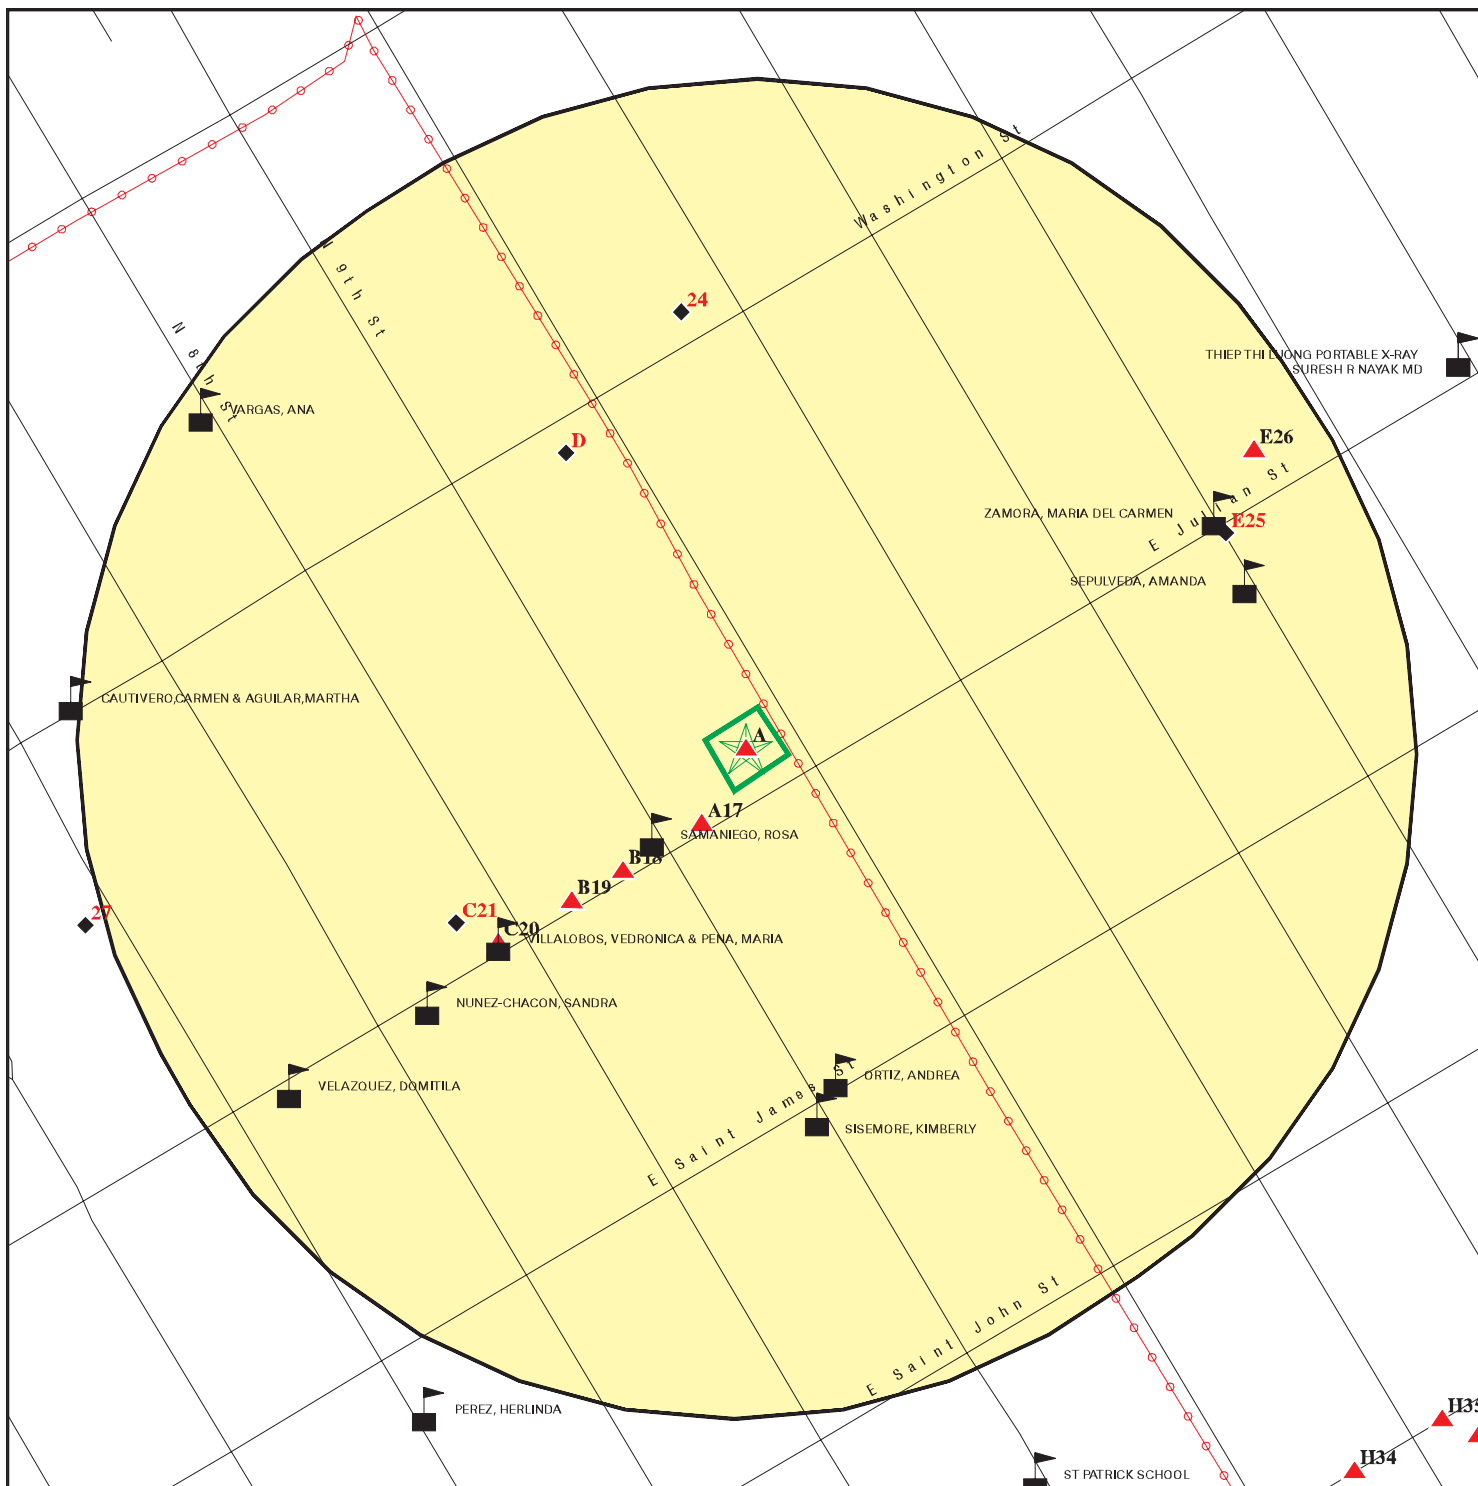 Washington St
N 9th St
24
N 8th St
THIEP THI LUONG PORTABLE X-RAY
SURESH R NAYAK MD
VARGAS, ANA
D
E26
E Julian St
ZAMORA, MARIA DEL CARMEN
E25
SEPULVEDA, AMANDA
CAUTIVERO,CARMEN & AGUILAR,MARTHA
A
A17
SAMANIEGO, ROSA
B18
B19
27
C21
C20
VILLALOBOS, VEDRONICA & PENA, MARIA
NUNEZ-CHACON, SANDRA
VELAZQUEZ, DOMITILA
E Saint James St
ORTIZ, ANDREA
SISEMORE, KIMBERLY
E Saint John St
PEREZ, HERLINDA
ST PATRICK SCHOOL
H34